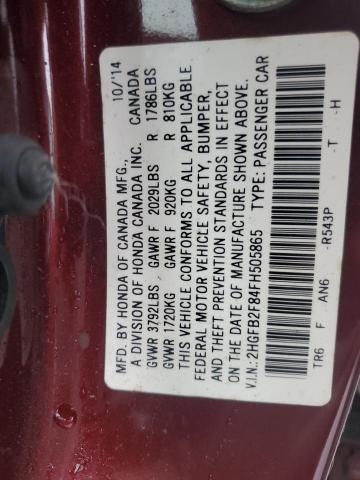 MFD. BY HONDA OF CANADA MFG., 10/'14
A DIVISION OF HONDA CANADA INC. CANADA
GVWR 3792LBS GAWR F 2029LBS R 1786LBS
GVWR 1720KG GAWR F 920KG R 810KG
THIS VEHICLE CONFORMS TO ALL APPLICABLE
FEDERAL MOTOR VEHICLE SAFETY, BUMPER,
AND THEFT PREVENTION STANDARDS IN EFFECT
ON THE DATE OF MANUFACTURE SHOWN ABOVE.
V.I.N.:2HGFB2F84FH505865 TYPE: PASSENGER CAR
TR6 F AN6 -R543P -T -H